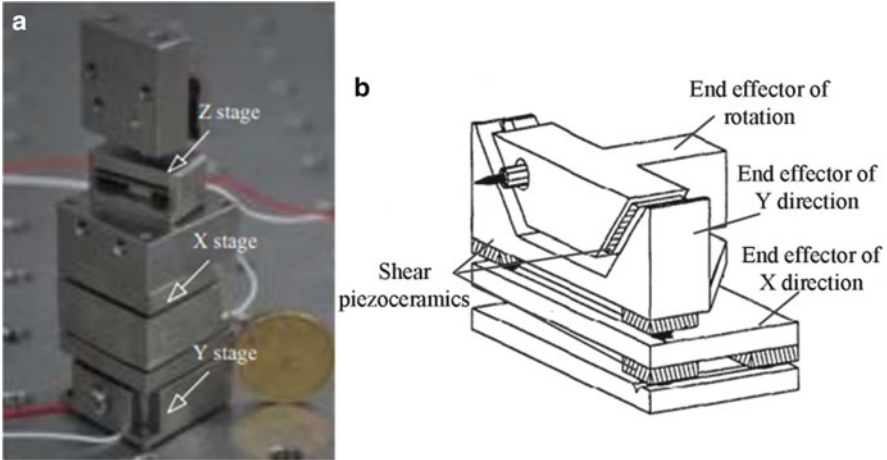 a
Z stage
X stage
Y stage
b
End effector of
rotation
End effector of
Y direction
End effector of
X direction
Shear
piezoceramics